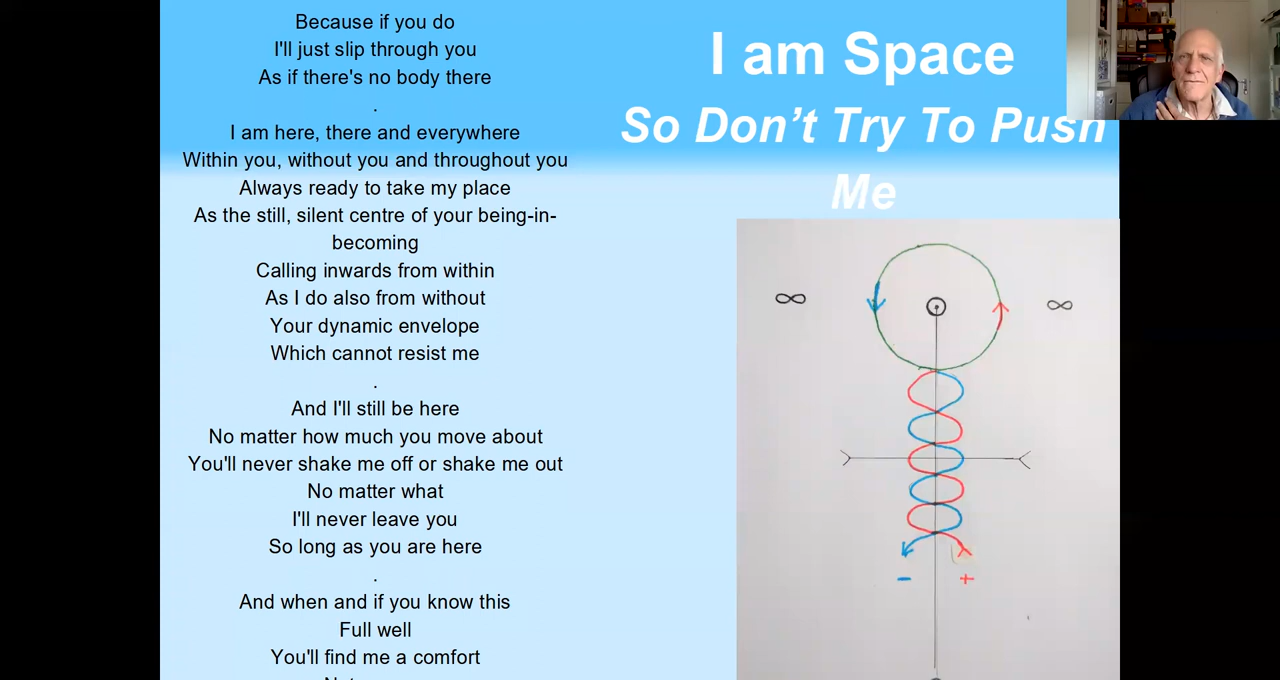 Because if you do
I'll just slip through you
As if there's no body there
.
I am here, there and everywhere
Within you, without you and throughout you
Always ready to take my place
As the still, silent centre of your being-in-
becoming
Calling inwards from within
As I do also from without
Your dynamic envelope
Which cannot resist me
.
And I'll still be here
No matter how much you move about
You'll never shake me off or shake me out
No matter what
I'll never leave you
So long as you are here
.
And when and if you know this
Full well
You'll find me a comfort
I am Space
So Don't Try To Push
Me
∞ ∞
- +